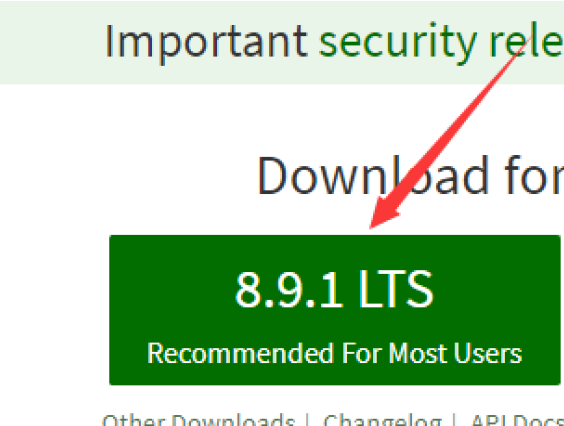 Important security rele
Download for
8.9.1 LTS
Recommended For Most Users
Other Downloads | Changelog | API Docs